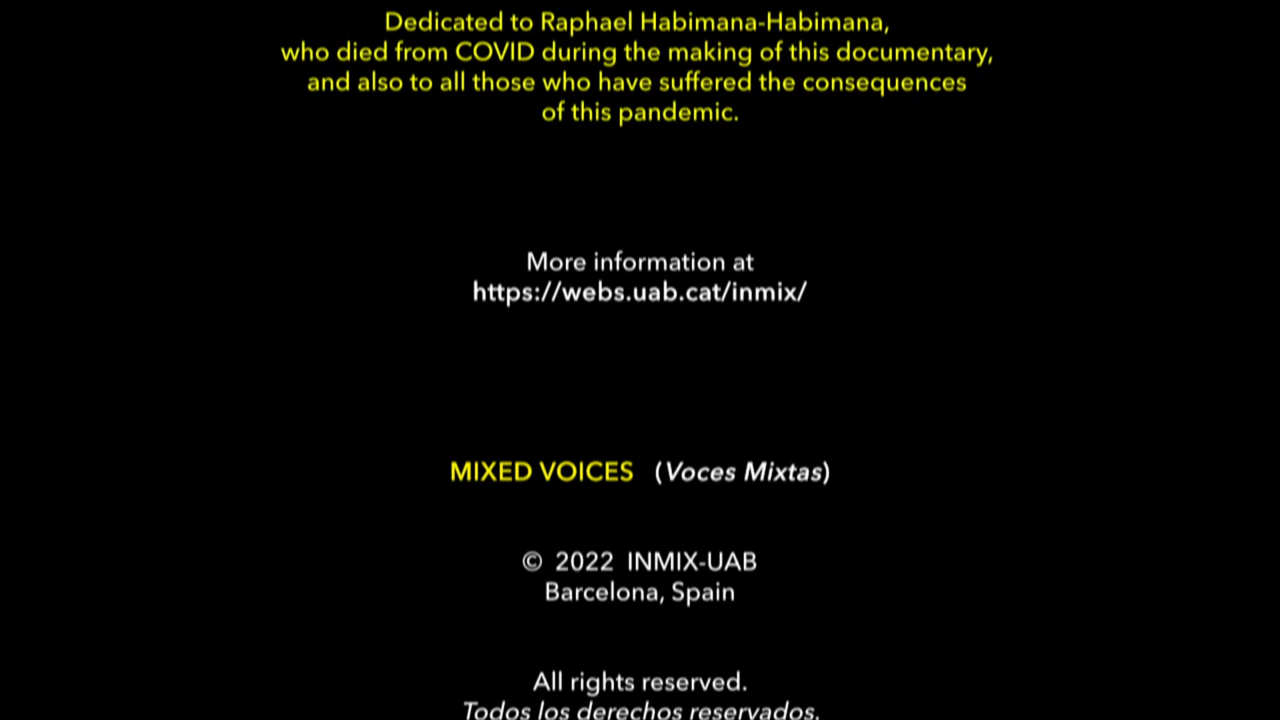 Dedicated to Raphael Habimana-Habimana,
who died from COVID during the making of this documentary,
and also to all those who have suffered the consequences
of this pandemic.
More information at
https://webs.uab.cat/inmix/
MIXED VOICES (Voces Mixtas)
© 2022 INMIX-UAB
Barcelona, Spain
All rights reserved.
Todos los derechos reservados.